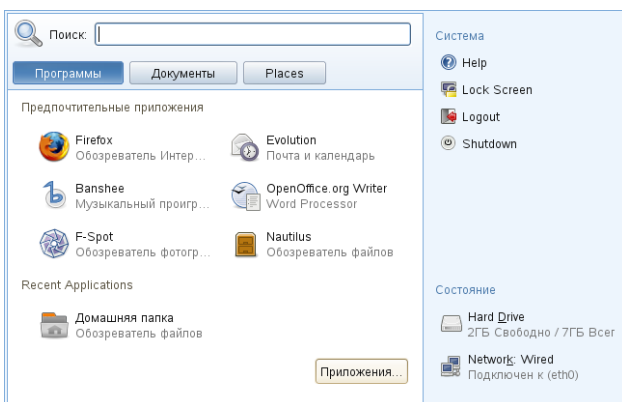 Поиск:
Программы
Документы
Places
Предпочтительные приложения
Firefox
Обозреватель Интер...
Evolution
Почта и календарь
Banshee
Музыкальный проигр...
OpenOffice.org Writer
Word Processor
F-Spot
Обозреватель фотогр...
Nautilus
Обозреватель файлов
Recent Applications
Домашняя папка
Обозреватель файлов
Приложения...
Система
Help
Lock Screen
Logout
Shutdown
Состояние
Hard Drive
2ГБ Свободно / 7ГБ Всег
Network: Wired
Подключен к (eth0)